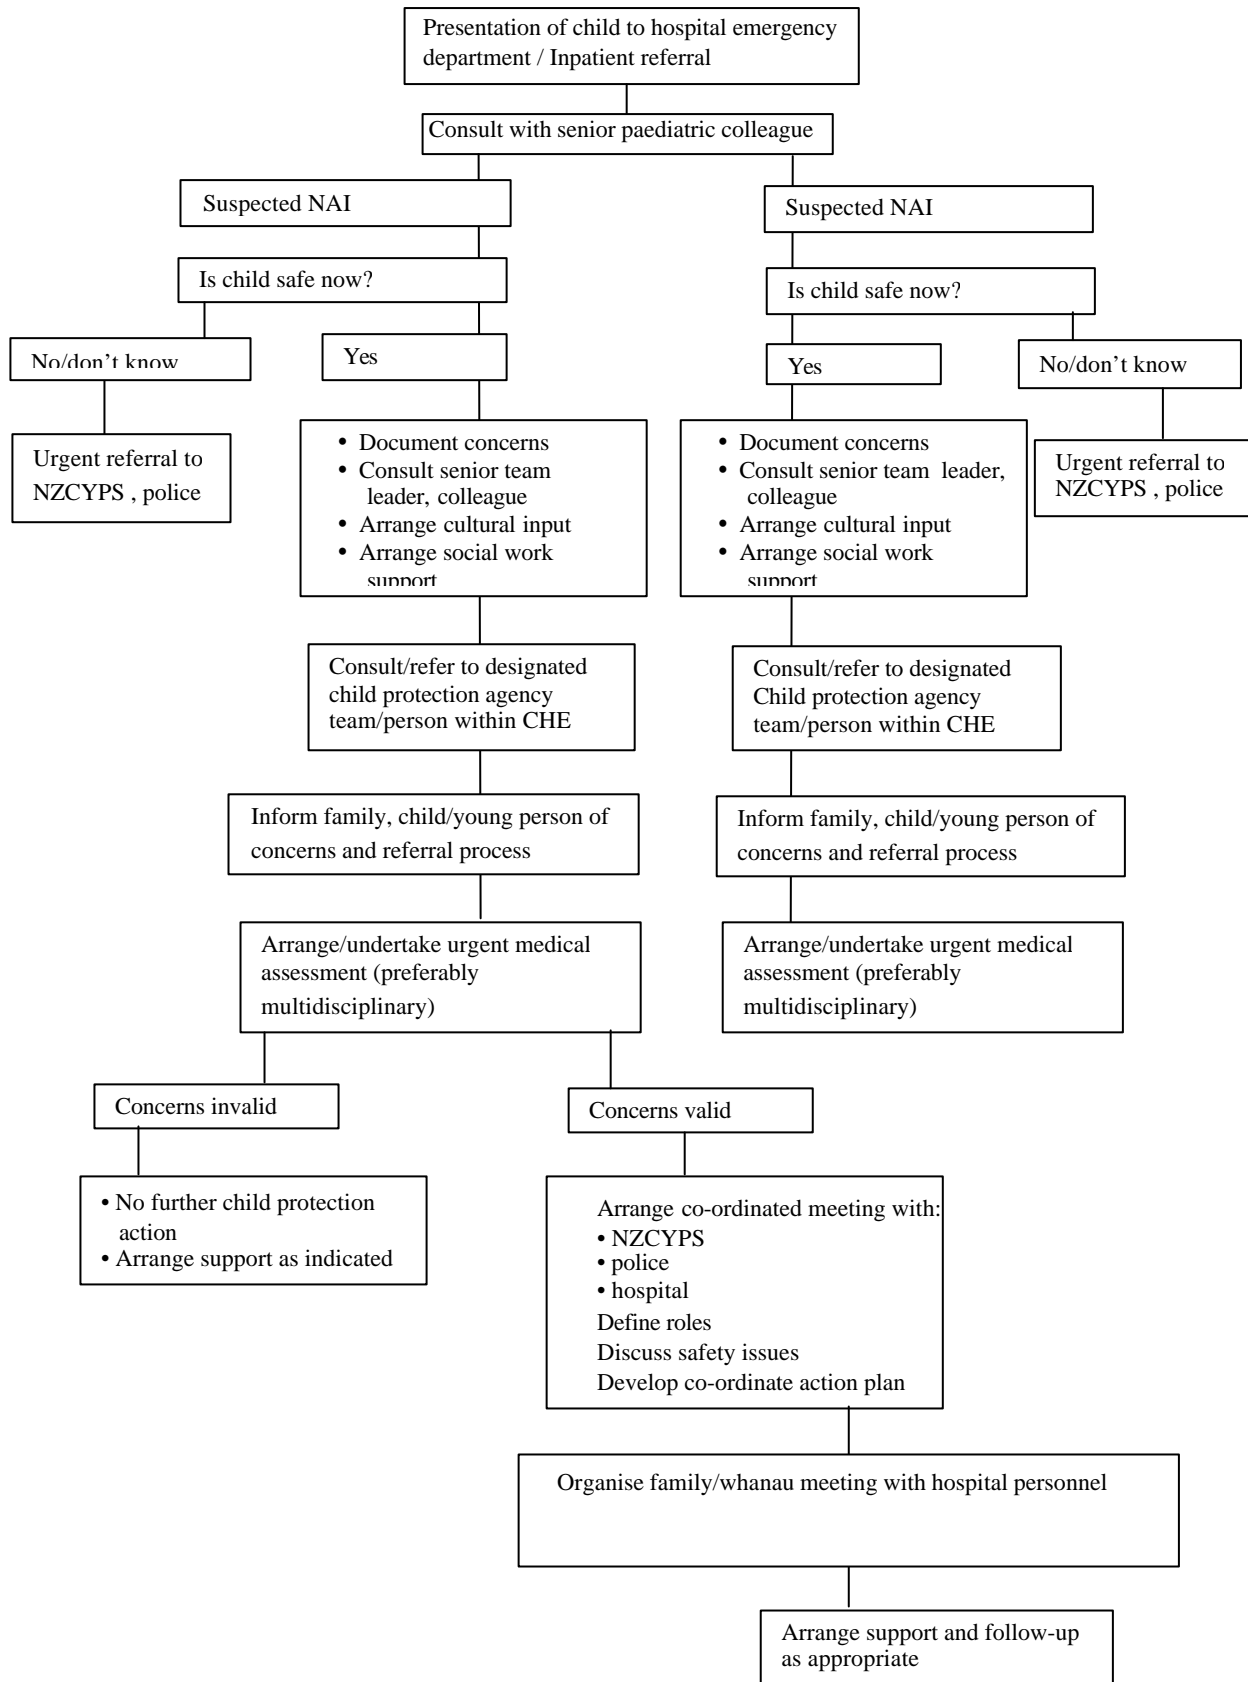 Presentation of child to hospital emergency
department / Inpatient referral
Consult with senior paediatric colleague
Suspected NAI
Suspected NAI
Is child safe now?
Is child safe now?
No/don't know
Yes
Yes
No/don't know
Urgent referral to
NZCYPS , police
• Document concerns
• Consult senior team
leader, colleague
• Arrange cultural input
• Arrange social work
support
• Document concerns
• Consult senior team leader,
colleague
• Arrange cultural input
• Arrange social work
support
Urgent referral to
NZCYPS , police
Consult/refer to designated
child protection agency
team/person within CHE
Consult/refer to designated
Child protection agency
team/person within CHE
Inform family, child/young person of
concerns and referral process
Inform family, child/young person of
concerns and referral process
Arrange/undertake urgent medical
assessment (preferably
multidisciplinary)
Arrange/undertake urgent medical
assessment (preferably
multidisciplinary)
Concerns invalid
Concerns valid
• No further child protection
action
• Arrange support as indicated
Arrange co-ordinated meeting with:
• NZCYPS
• police
• hospital
Define roles
Discuss safety issues
Develop co-ordinate action plan
Organise family/whanau meeting with hospital personnel
Arrange support and follow-up
as appropriate